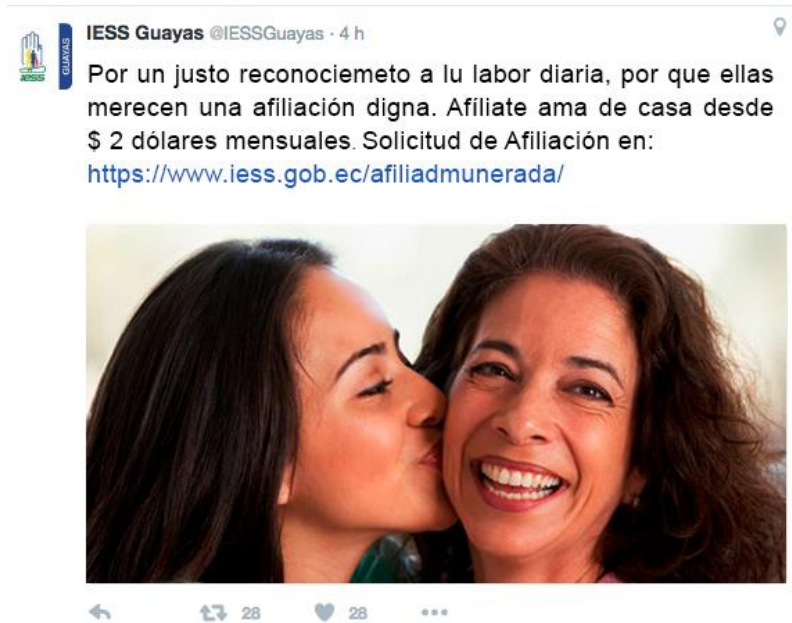 IESS Guayas @IESSGuayas · 4 h
GUAYAS
IESS
Por un justo reconociemeto a lu labor diaria, por que ellas
merecen una afiliación digna. Afíliate ama de casa desde
$ 2 dólares mensuales. Solicitud de Afiliación en:
https://www.iess.gob.ec/afiliadmunerada/
28 28